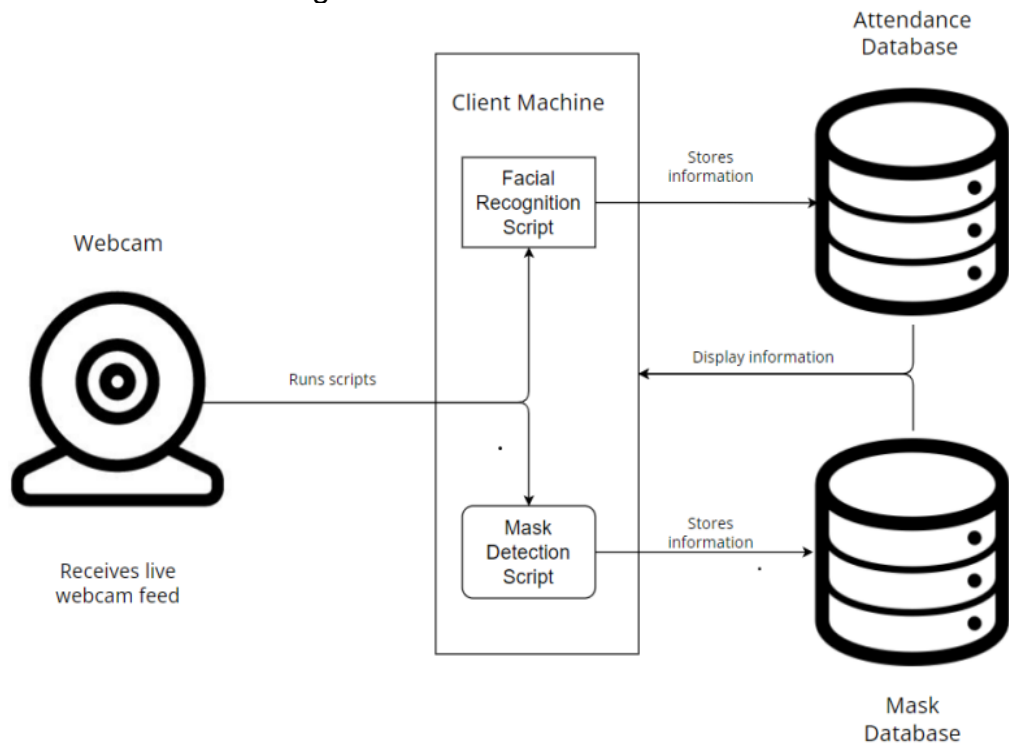 Attendance
Database
Client Machine
Facial
Recognition
Script
Stores
information
Webcam
Display information
Runs scripts
Mask
Detection
Script
Stores
information
Receives live
webcam feed
Mask
Database